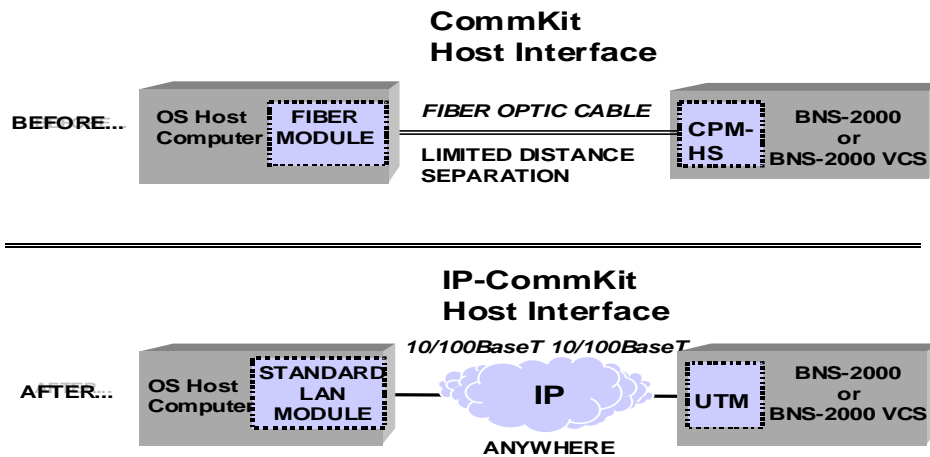 CommKit
Host Interface
BEFORE...
OS Host
Computer
FIBER
MODULE
FIBER OPTIC CABLE
LIMITED DISTANCE
SEPARATION
CPM-
HS
BNS-2000
or
BNS-2000 VCS
IP-CommKit
Host Interface
AFTER...
OS Host
Computer
STANDARD
LAN
MODULE
10/100BaseT 10/100BaseT
IP
ANYWHERE
UTM
BNS-2000
or
BNS-2000 VCS